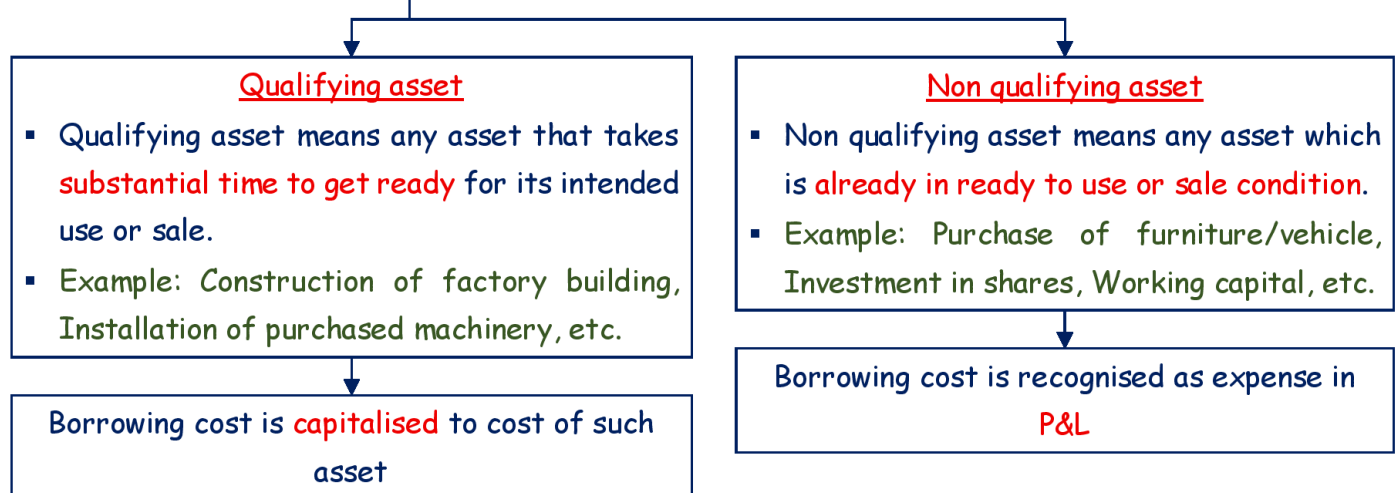 Qualifying asset
▪ Qualifying asset means any asset that takes
substantial time to get ready for its intended
use or sale.
▪ Example: Construction of factory building,
Installation of purchased machinery, etc.
Borrowing cost is capitalised to cost of such
asset
Non qualifying asset
▪ Non qualifying asset means any asset which
is already in ready to use or sale condition.
▪ Example: Purchase of furniture/vehicle,
Investment in shares, Working capital, etc.
Borrowing cost is recognised as expense in
P&L